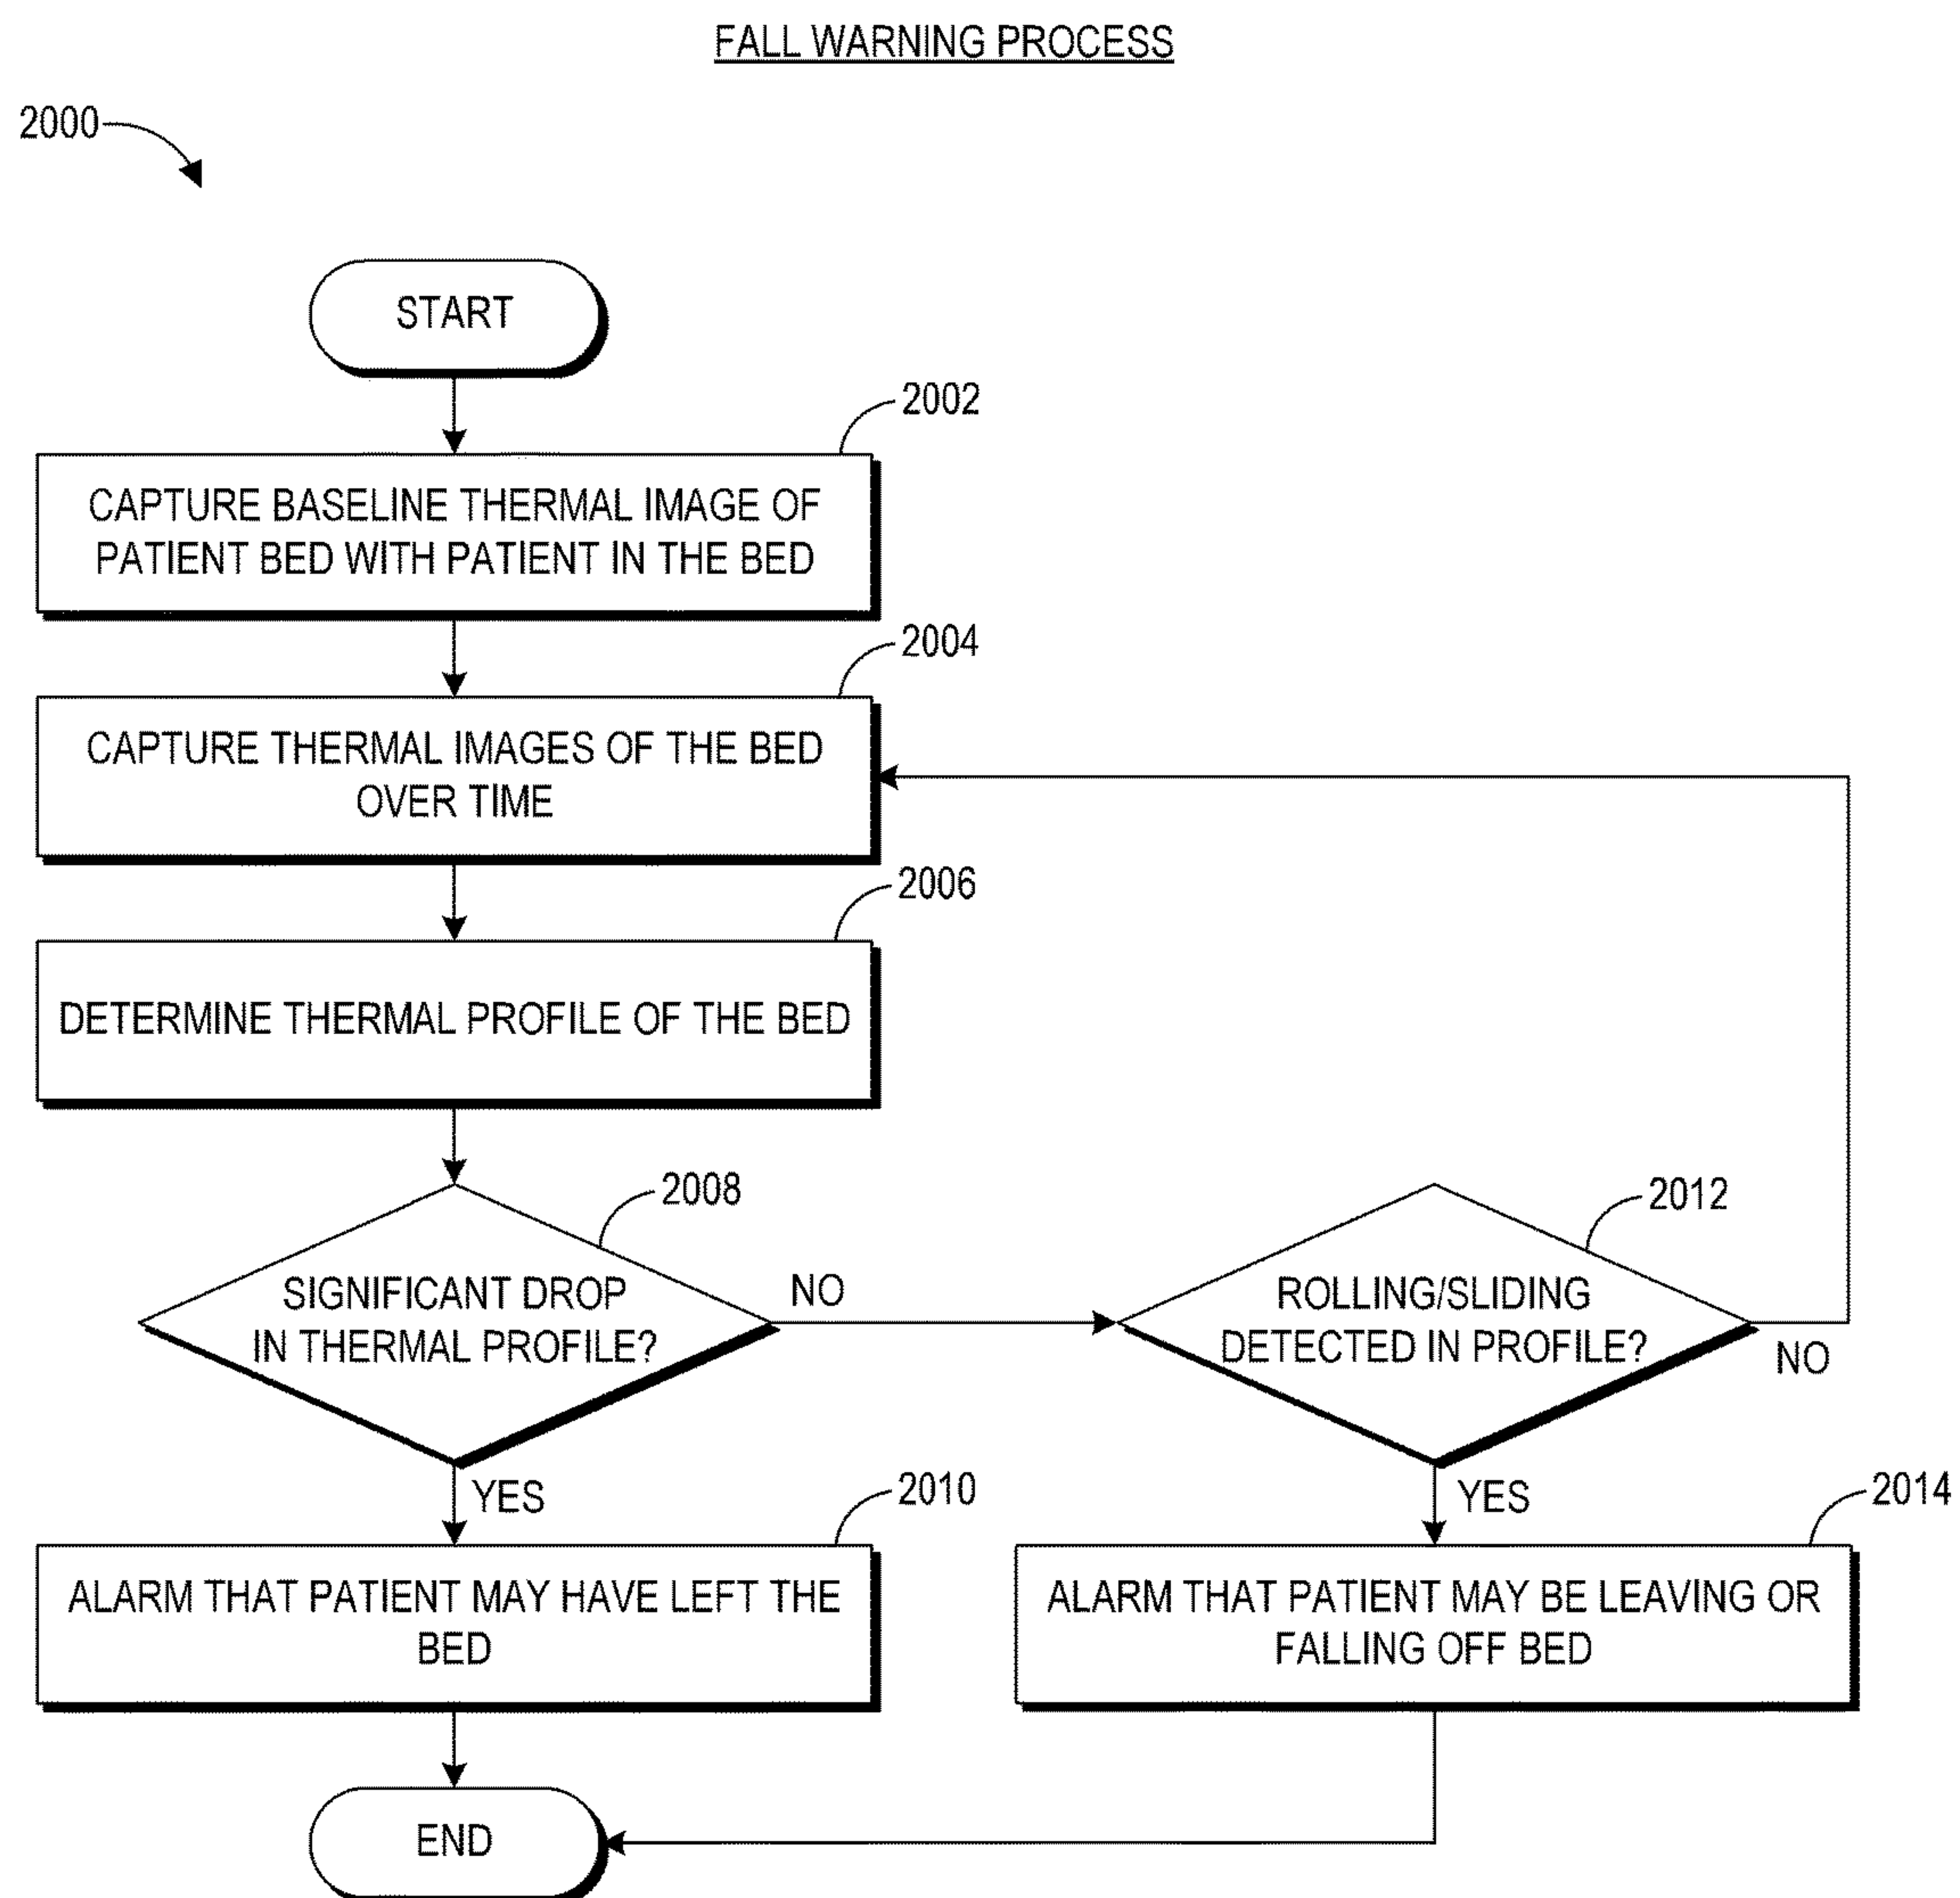 FALL WARNING PROCESS
2000
START
2002
CAPTURE BASELINE THERMAL IMAGE OF
PATIENT BED WITH PATIENT IN THE BED
2004
CAPTURE THERMAL IMAGES OF THE BED
OVER TIME
2006
DETERMINE THERMAL PROFILE OF THE BED
2008
SIGNIFICANT DROP
IN THERMAL PROFILE?
NO
2012
ROLLING/SLIDING
DETECTED IN PROFILE?
NO
YES
2010
ALARM THAT PATIENT MAY HAVE LEFT THE
BED
YES
2014
ALARM THAT PATIENT MAY BE LEAVING OR
FALLING OFF BED
END